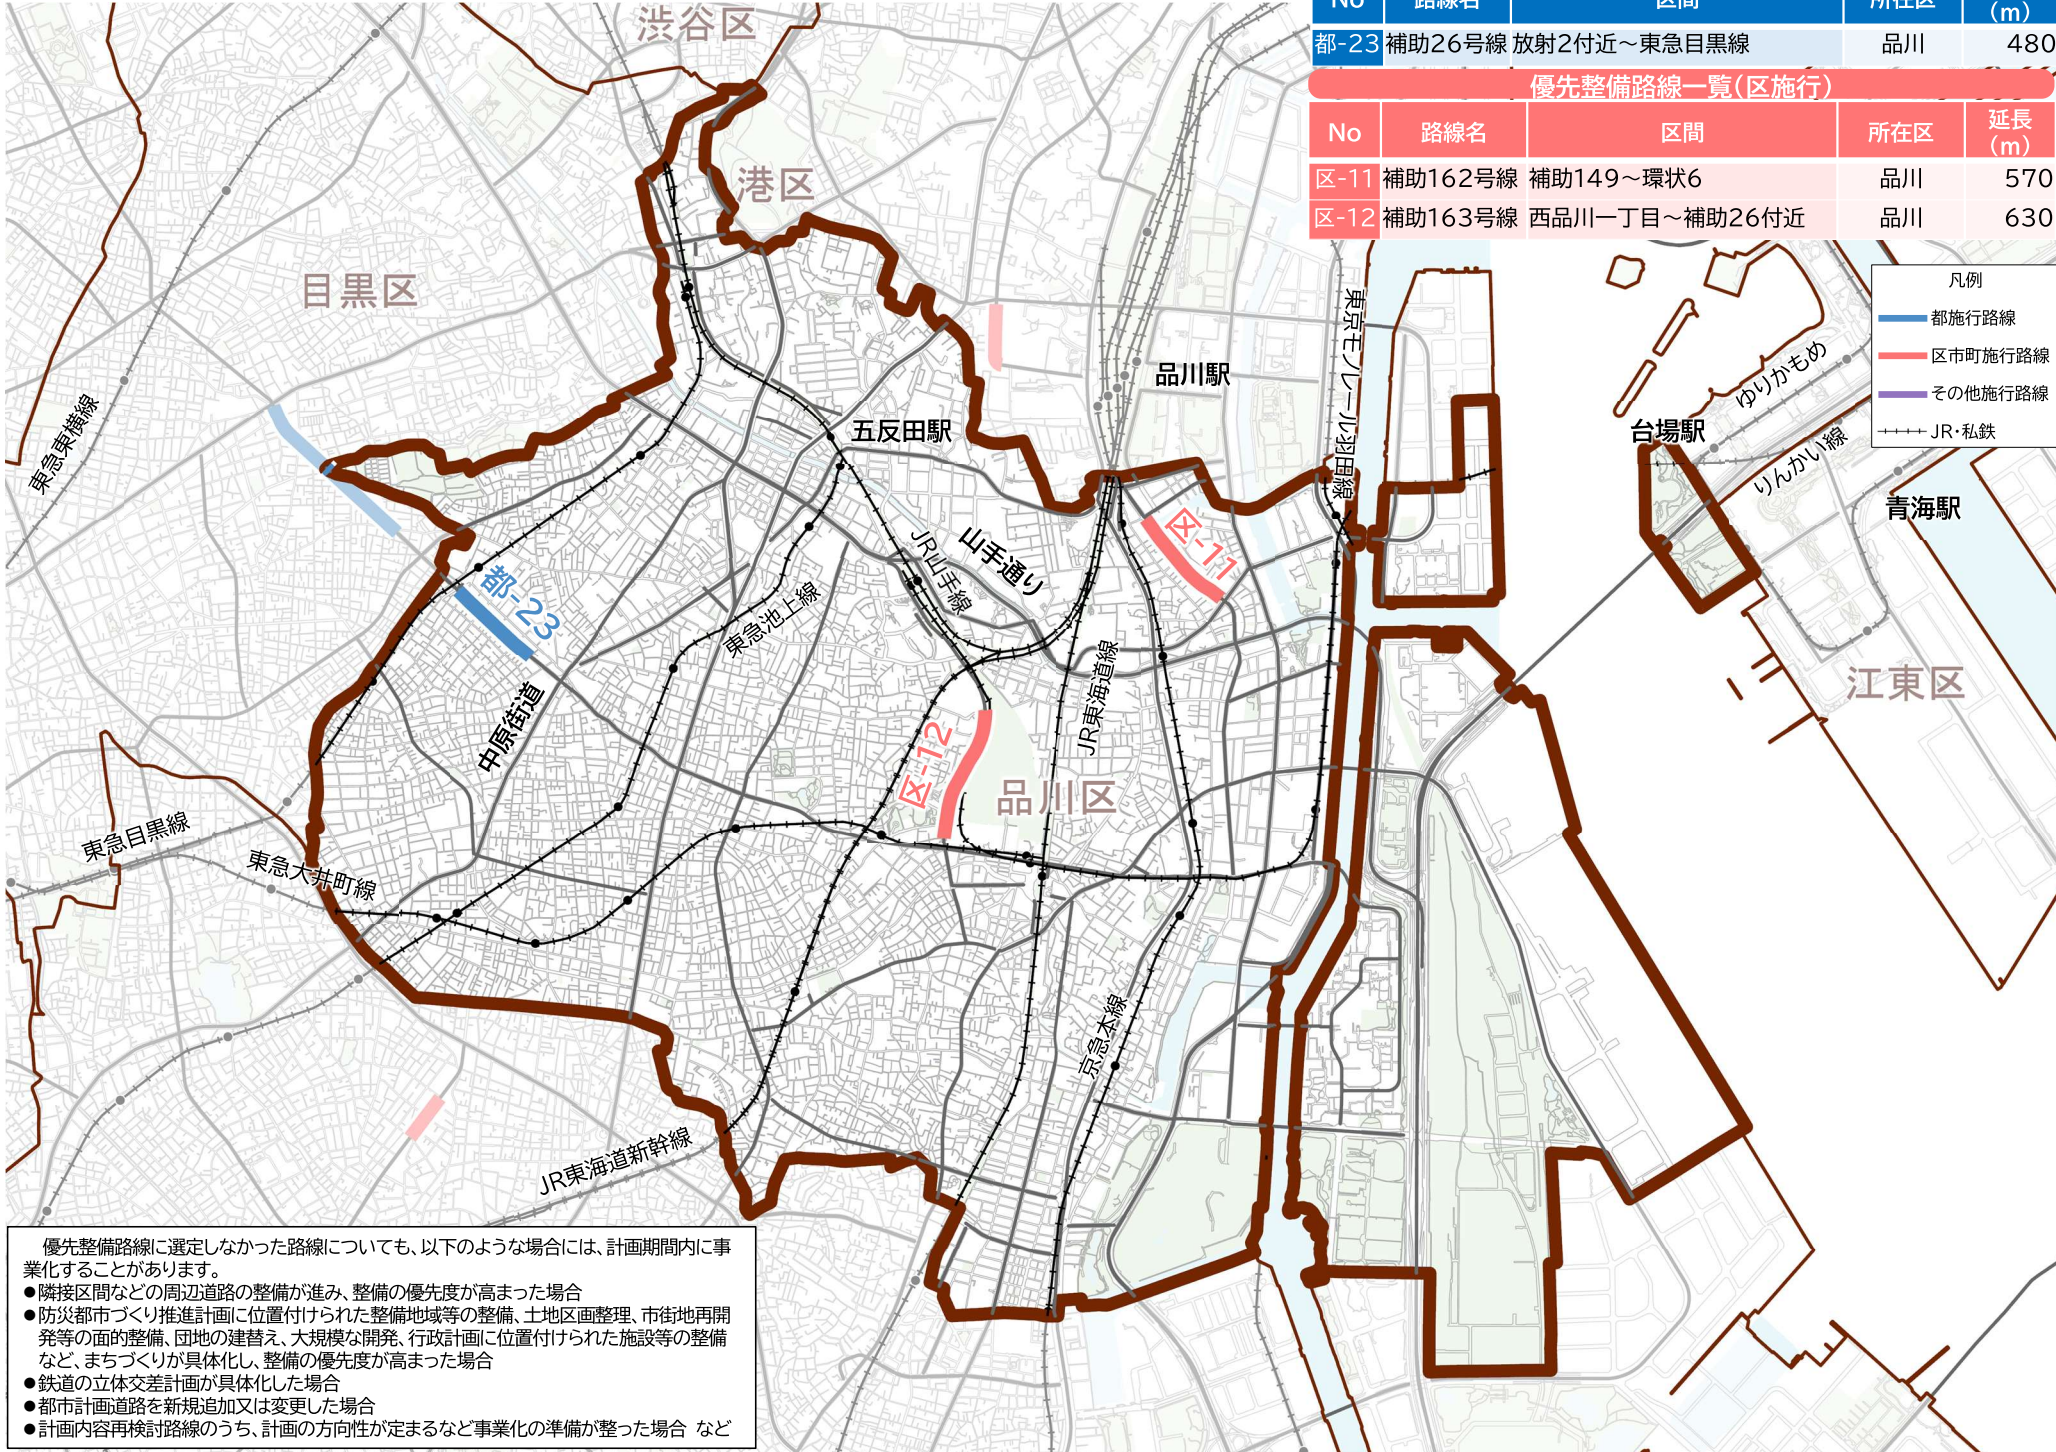 No 路線名 区間 所在区 (m)
都-23 補助26号線 放射2付近～東急目黒線 品川 480
優先整備路線一覧(区施行)
No 路線名 区間 所在区 延長(m)
区-11 補助162号線 補助149～環状6 品川 570
区-12 補助163号線 西品川一丁目～補助26付近 品川 630
凡例
都施行路線
区市町施行路線
その他施行路線
JR・私鉄
渋谷区
港区
目黒区
品川駅
東京モノレール羽田線
ゆりかもめ
台場駅
りんかい線
青海駅
東急東横線
五反田駅
区-11
山手通り
JR山手線
都-23
東急池上線
江東区
中原街道
JR東海道線
区-12
品川区
東急目黒線
東急大井町線
京急本線
JR東海道新幹線
優先整備路線に選定しなかった路線についても、以下のような場合には、計画期間内に事
業化することがあります。
●隣接区間などの周辺道路の整備が進み、整備の優先度が高まった場合
●防災都市づくり推進計画に位置付けられた整備地域等の整備、土地区画整理、市街地再開
発等の面的整備、団地の建替え、大規模な開発、行政計画に位置付けられた施設等の整備
など、まちづくりが具体化し、整備の優先度が高まった場合
●鉄道の立体交差計画が具体化した場合
●都市計画道路を新規追加又は変更した場合
●計画内容再検討路線のうち、計画の方向性が定まるなど事業化の準備が整った場合 など